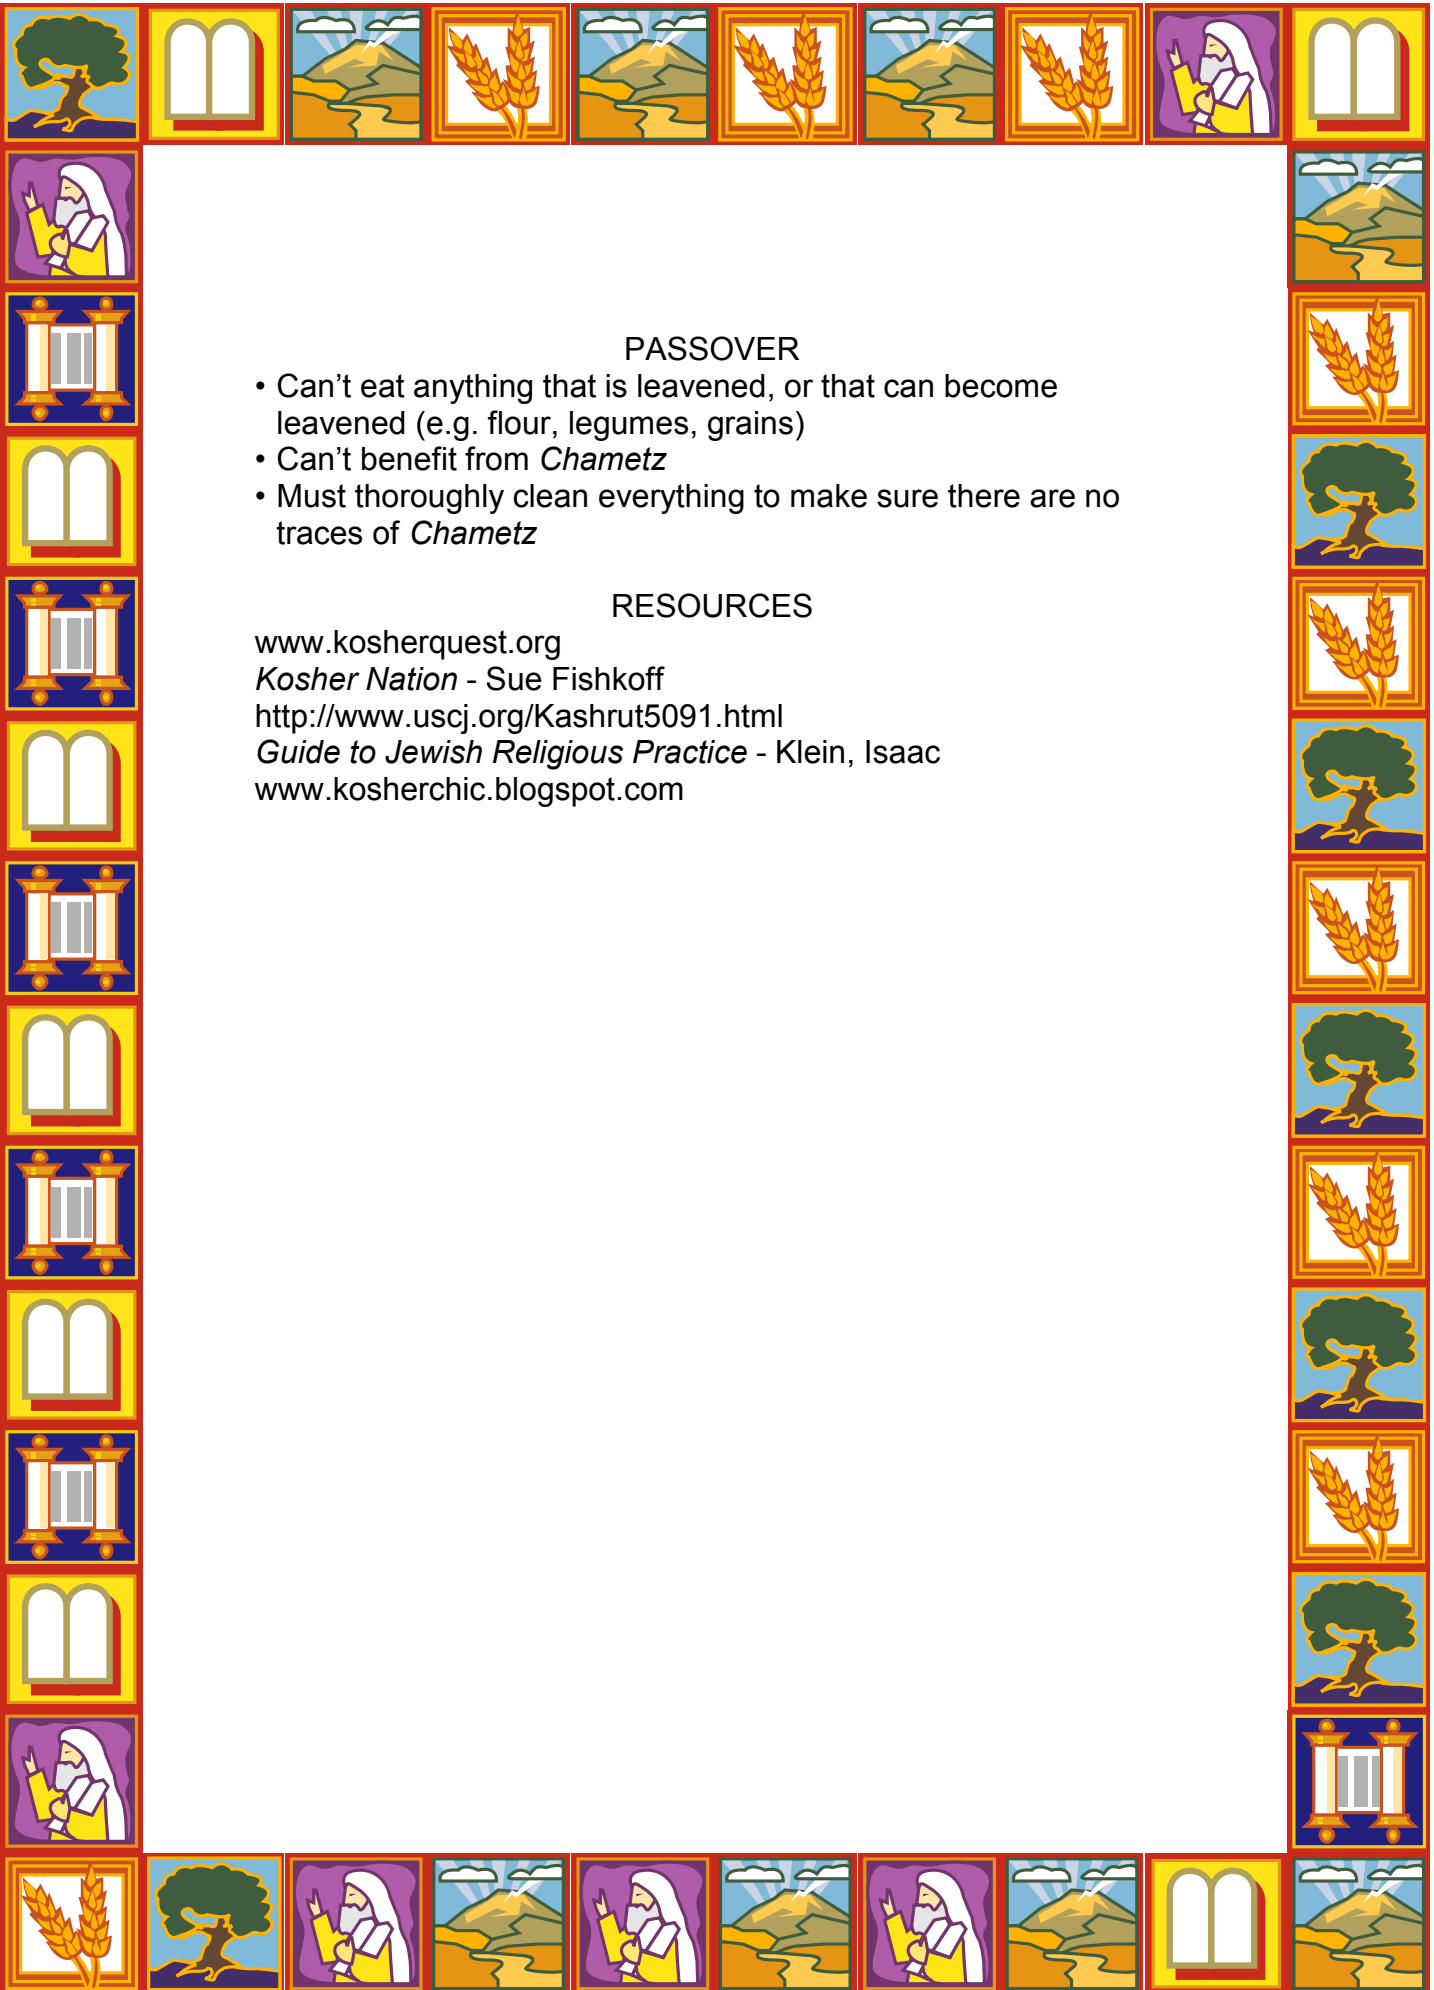 PASSOVER
• Can’t eat anything that is leavened, or that can become
leavened (e.g. flour, legumes, grains)
• Can’t benefit from Chametz
• Must thoroughly clean everything to make sure there are no
traces of Chametz
RESOURCES
www.kosherquest.org
Kosher Nation - Sue Fishkoff
http://www.uscj.org/Kashrut5091.html
Guide to Jewish Religious Practice - Klein, Isaac
www.kosherchic.blogspot.com